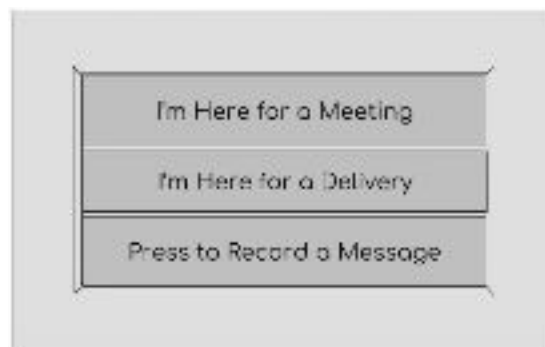 I'm Here for a Meeting
I'm Here for a Delivery
Press to Record a Message